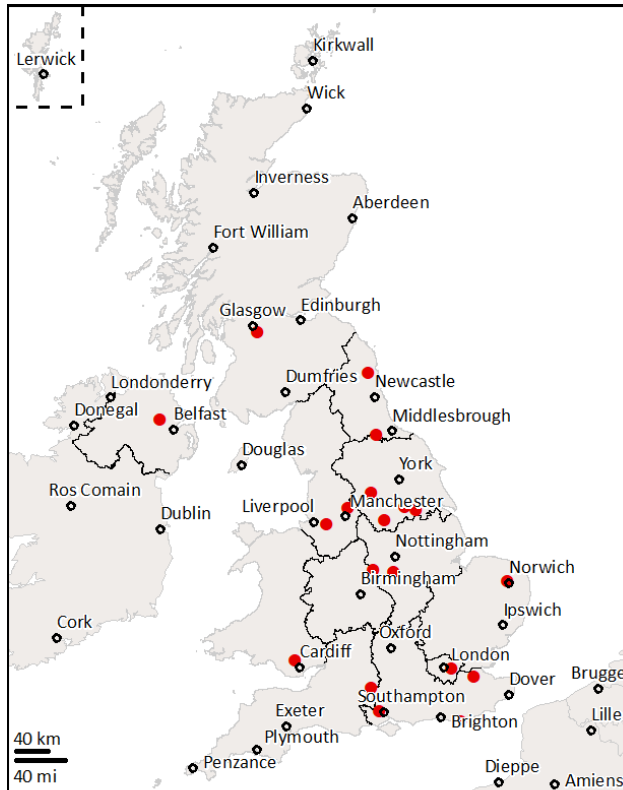 Lerwick
Kirkwall
Wick
Inverness
Aberdeen
Fort William
Glasgow
Edinburgh
Londonderry
Dumfries
Newcastle
Donegal
Belfast
Middlesbrough
Douglas
York
Ros Comain
Liverpool
Manchester
Dublin
Nottingham
Birmingham
Norwich
Ipswich
Cork
Oxford
Cardiff
London
Southampton
Dover
Brugge
Exeter
Brighton
Lille
Plymouth
40 km
Penzance
40 mi
Dieppe
Amiens